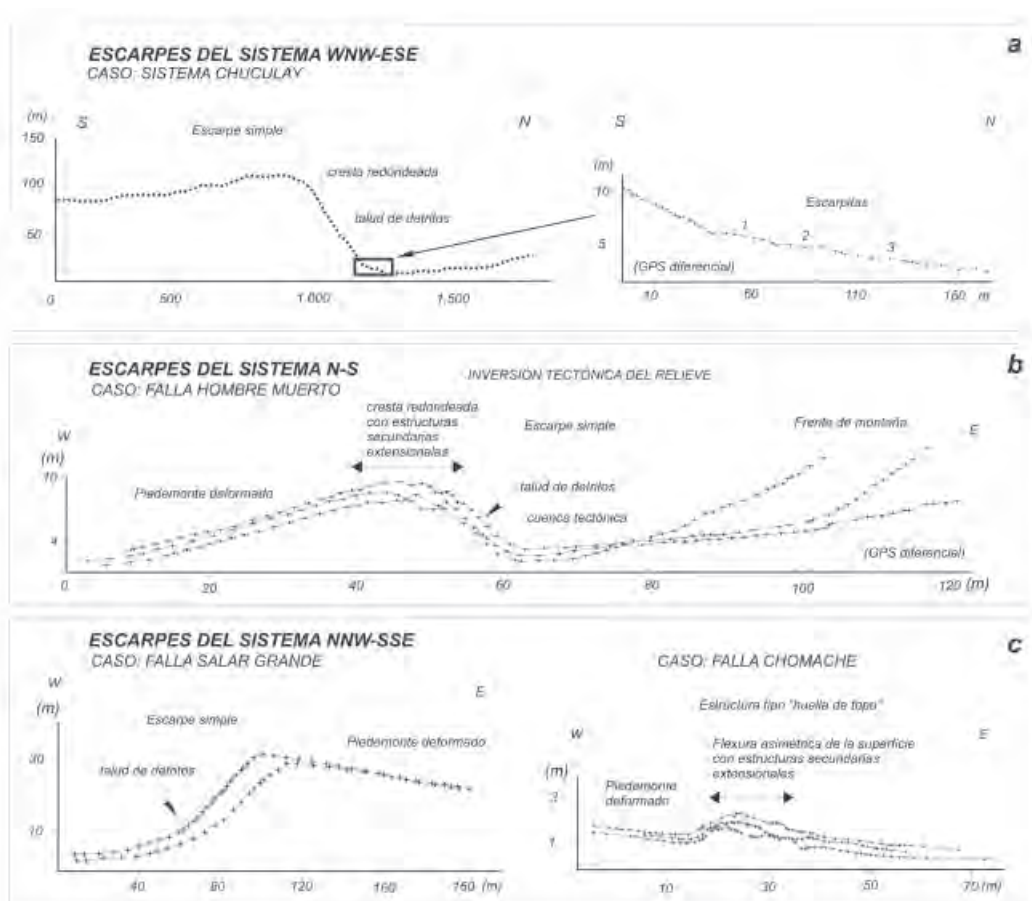 a
ESCARPES DEL SISTEMA WNW-ESE
CASO: SISTEMA CHUCULAY
(m)
S
Escarpe simple
N
150
100
50
cresta redondeada
talud de detritos
0
500
1.000
1.500
S
N
(m)
10
5
Escarpitas
1
2
3
(GPS diferencial)
10
60
110
160 m
b
ESCARPES DEL SISTEMA N-S
CASO: FALLA HOMBRE MUERTO
INVERSIÓN TECTÓNICA DEL RELIEVE
W
(m)
10
4
cresta redondeada
con estructuras
secundarias
extensionales
Escarpe simple
Frente de montaña
E
Piedemonte deformado
talud de detritos
cuenca tectónica
(GPS diferencial)
0
20
40
60
80
100
120 (m)
c
ESCARPES DEL SISTEMA NNW-SSE
CASO: FALLA SALAR GRANDE
W
(m)
E
Escarpe simple
Piedemonte deformado
talud de detritos
30
10
40
80
120
160
(m)
CASO: FALLA CHOMACHE
Estructura tipo "huella de topo"
W
E
Flexura asimétrica de la superficie
con estructuras secundarias
extensionales
(m)
Piedemonte
deformado
3
1
10
30
50
70 (m)